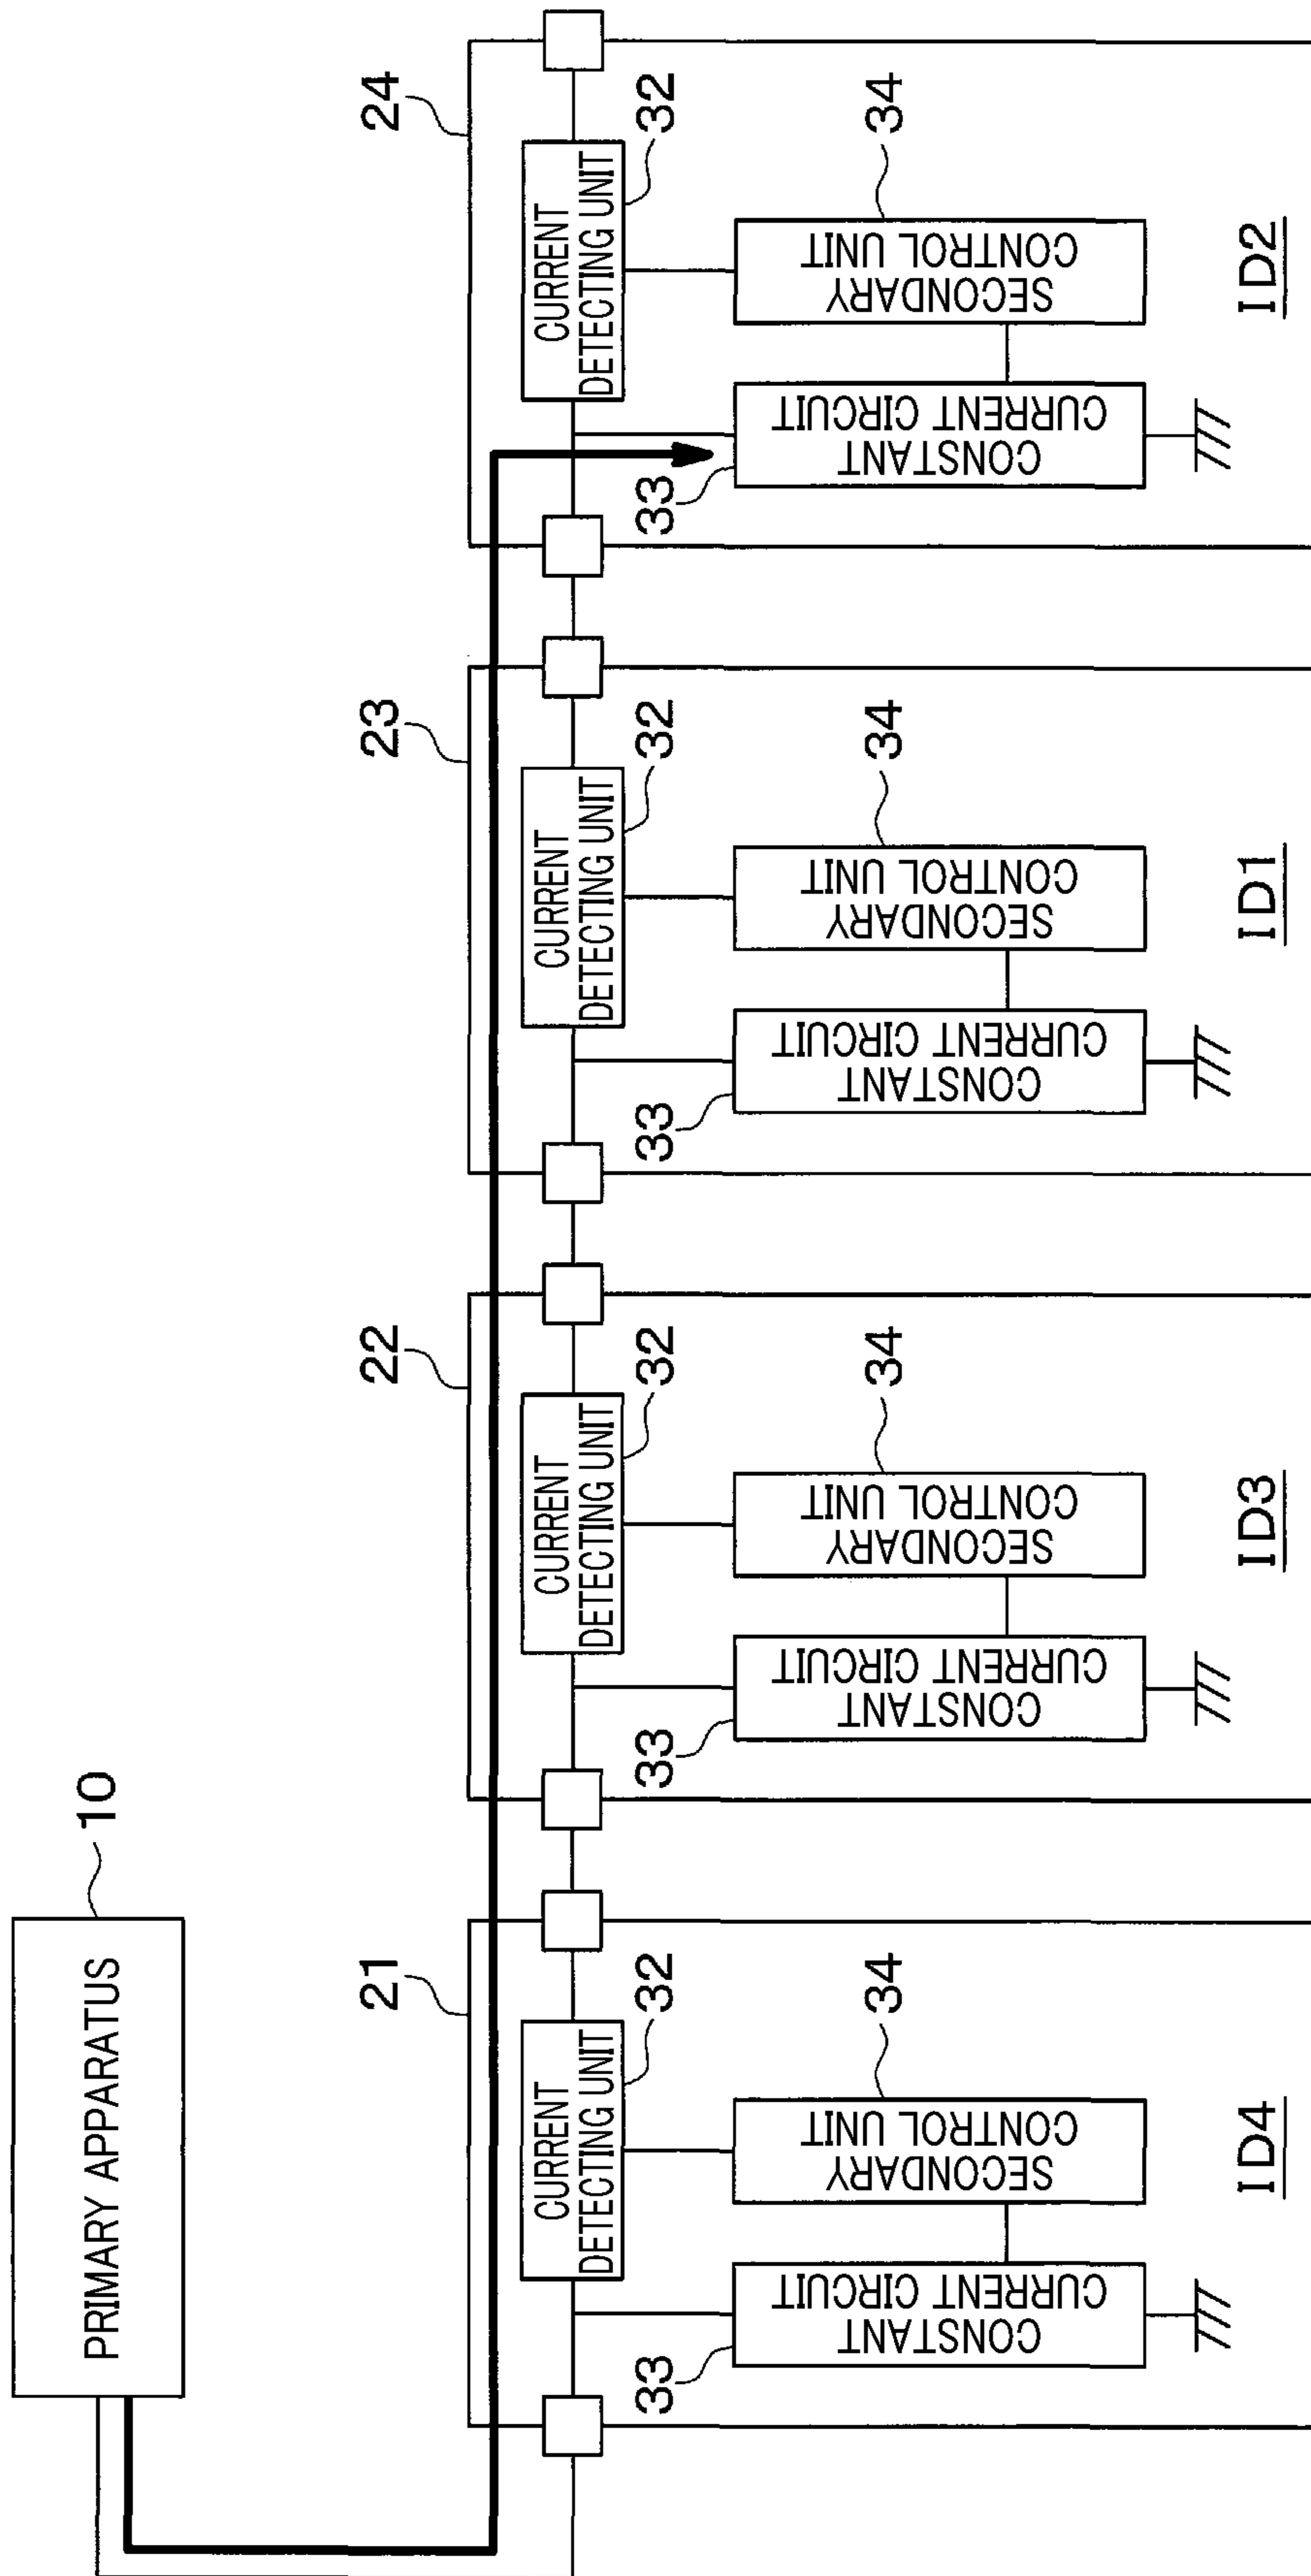 PRIMARY APPARATUS
10
21
CURRENT
DETECTING UNIT
32
33
CONSTANT
CURRENT CIRCUIT
SECONDARY
CONTROL UNIT
34
ID4
22
CURRENT
DETECTING UNIT
32
33
CONSTANT
CURRENT CIRCUIT
SECONDARY
CONTROL UNIT
34
ID3
23
CURRENT
DETECTING UNIT
32
33
CONSTANT
CURRENT CIRCUIT
SECONDARY
CONTROL UNIT
34
ID1
24
CURRENT
DETECTING UNIT
32
33
CONSTANT
CURRENT CIRCUIT
SECONDARY
CONTROL UNIT
34
ID2